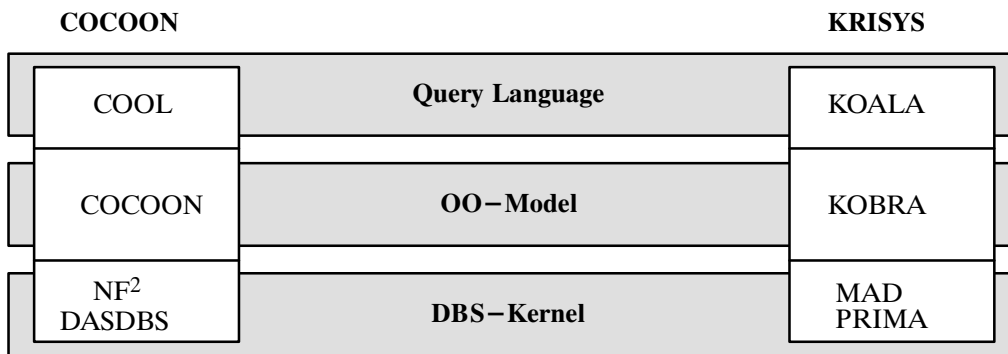 COCOON KRISYS
COOL Query Language KOALA
COCOON OO−Model KOBRA
NF² MAD
DASDBS DBS−Kernel PRIMA